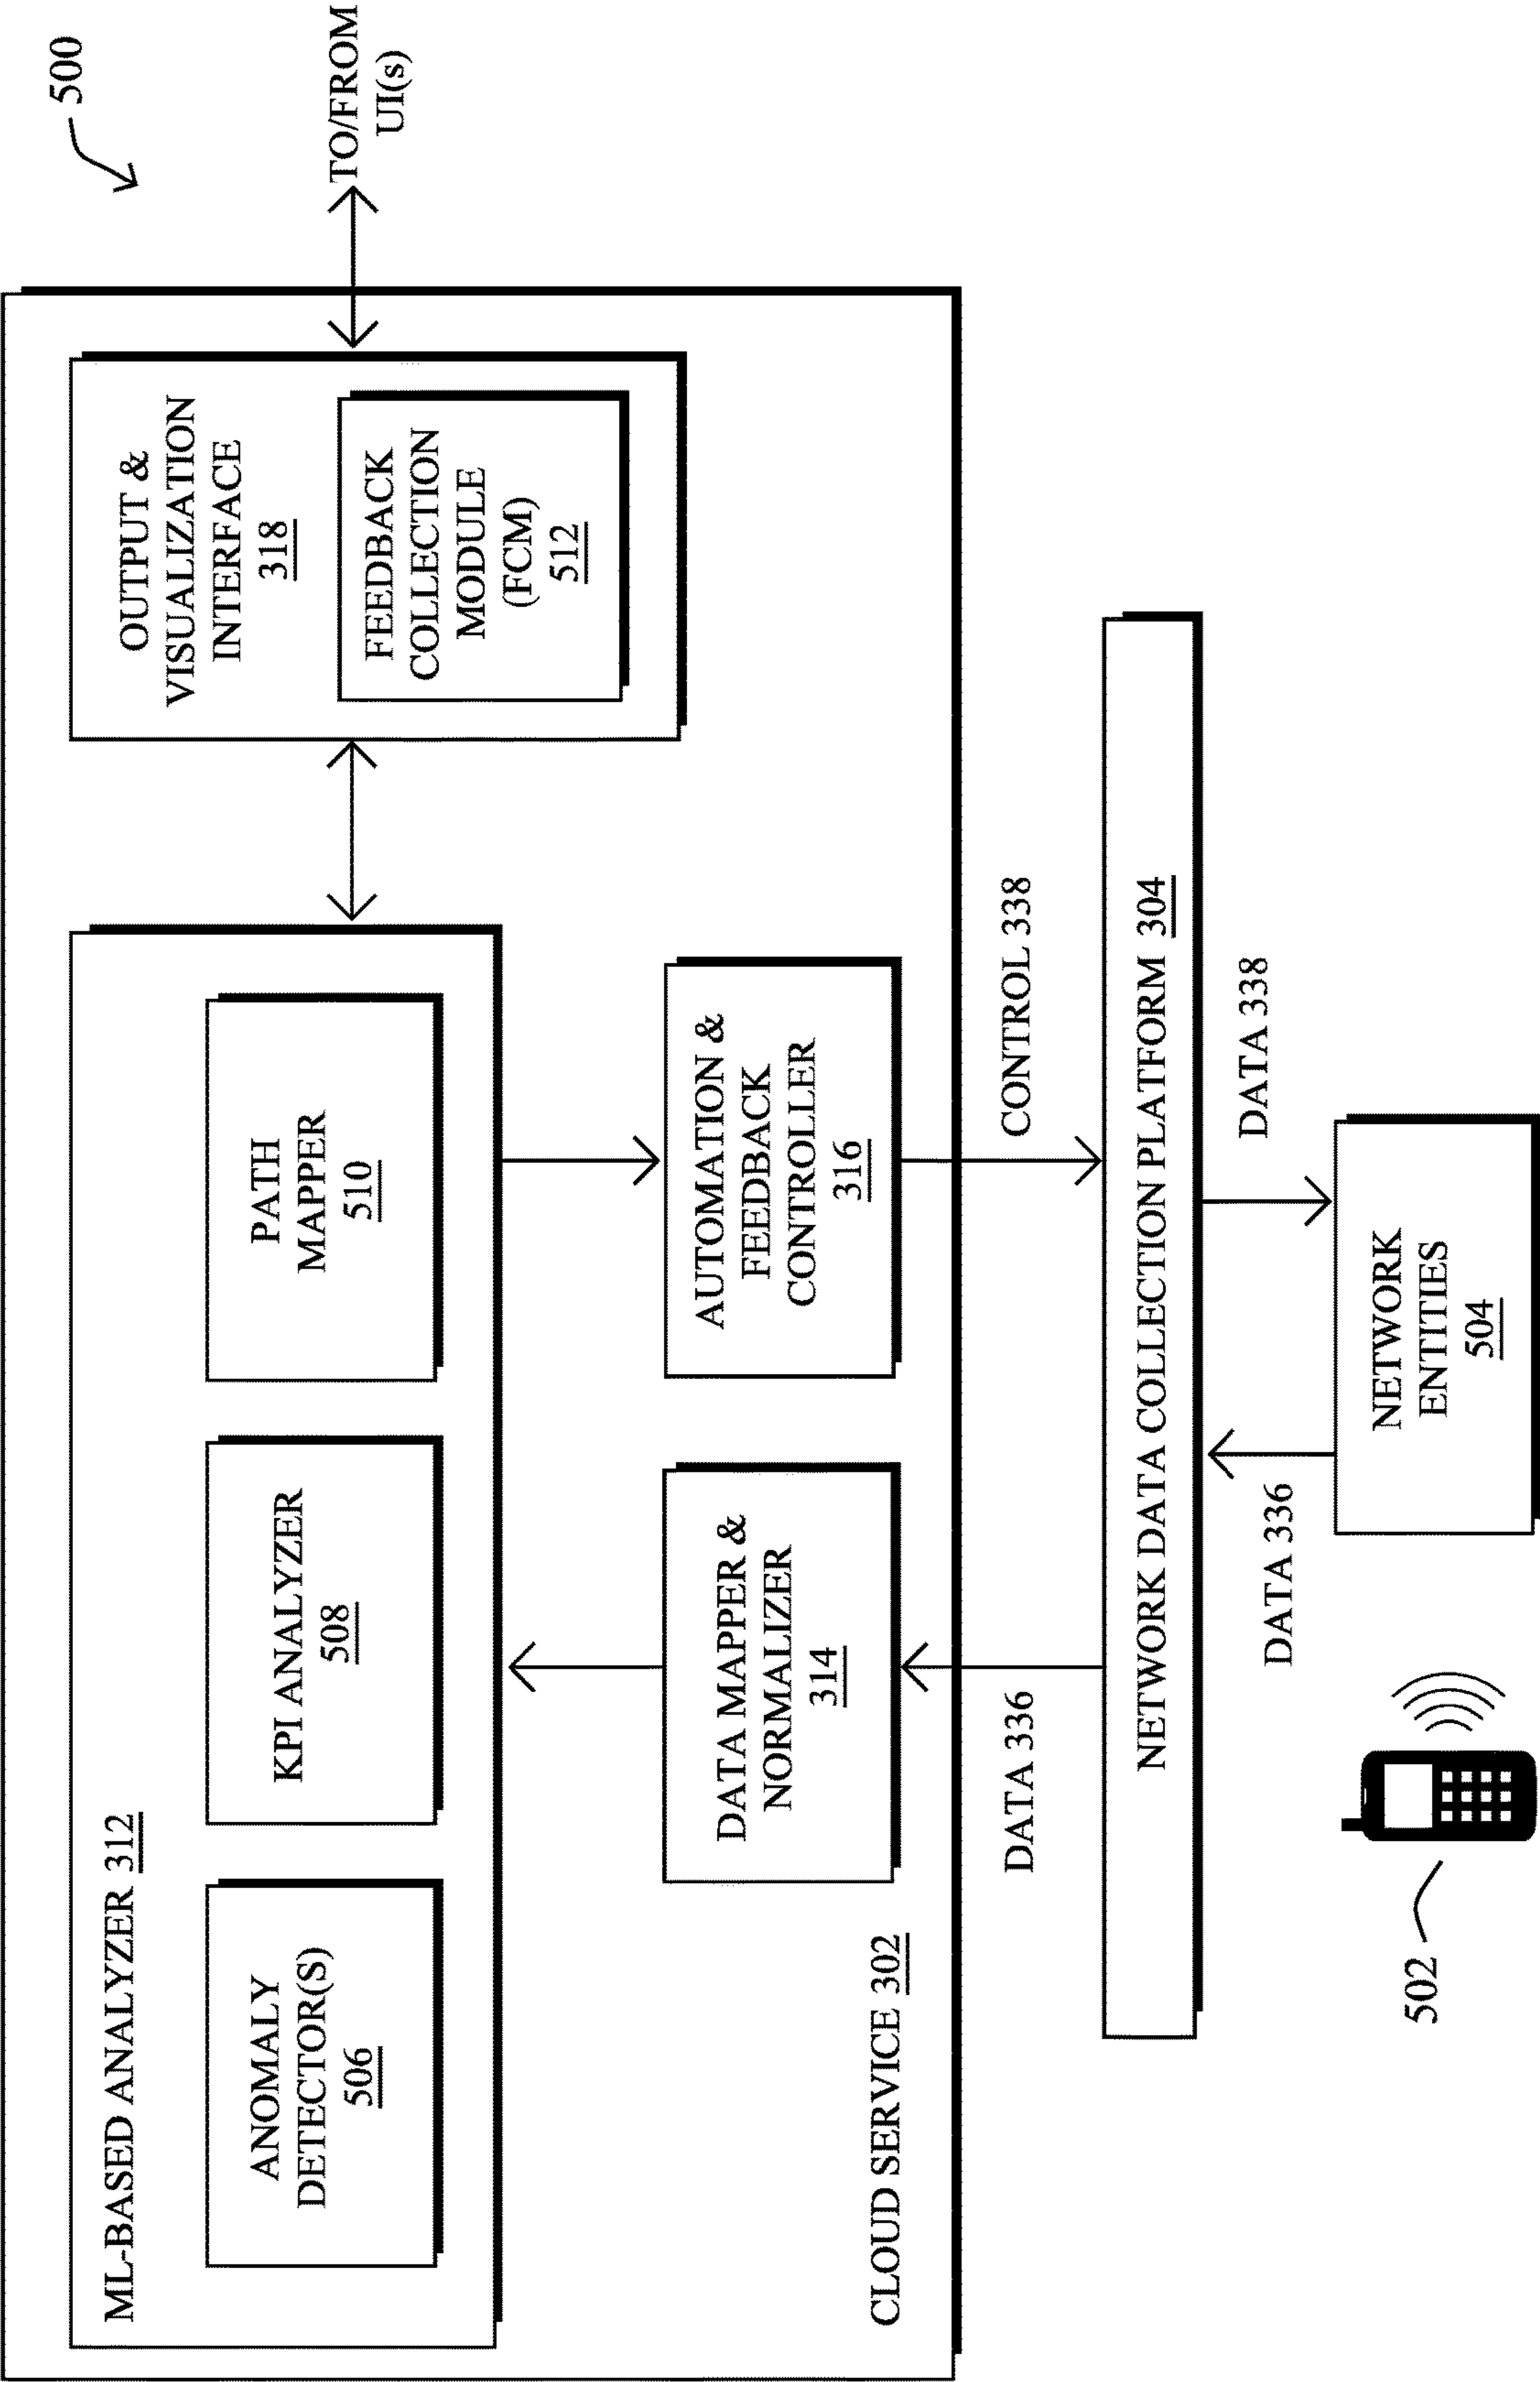 500
TO/FROM
UI(s)
ML-BASED ANALYZER 312
ANOMALY
DETECTOR(S)
506
KPI ANALYZER
508
PATH
MAPPER
510
OUTPUT &
VISUALIZATION
INTERFACE
318
FEEDBACK
COLLECTION
MODULE
(FCM)
512
DATA MAPPER &
NORMALIZER
314
AUTOMATION &
FEEDBACK
CONTROLLER
316
CLOUD SERVICE 302
DATA 336
CONTROL 338
NETWORK DATA COLLECTION PLATFORM 304
DATA 336
DATA 338
502
NETWORK
ENTITIES
504